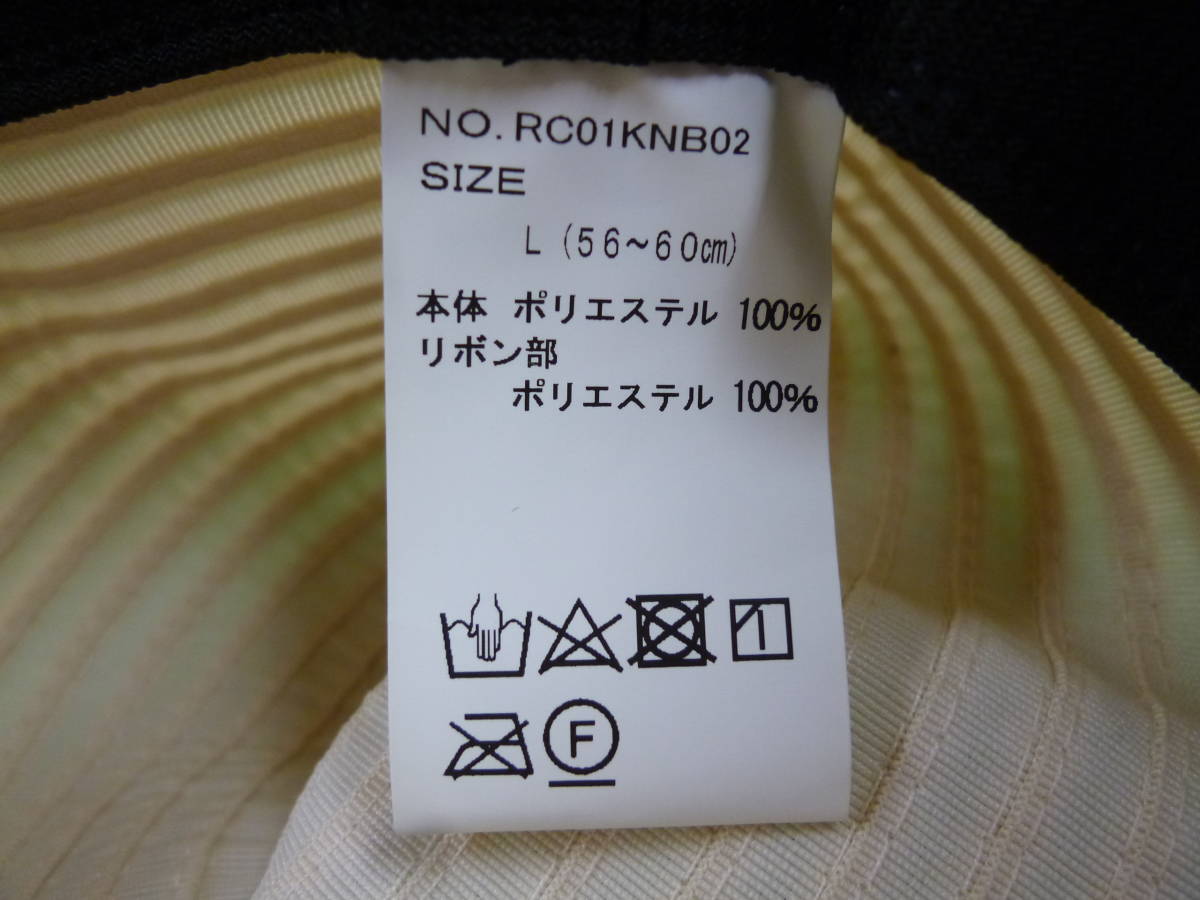 NO. RC01KNB02
SIZE
L (56~60㎝)
本体 ポリエステル 100%
リボン部
ポリエステル 100%
F